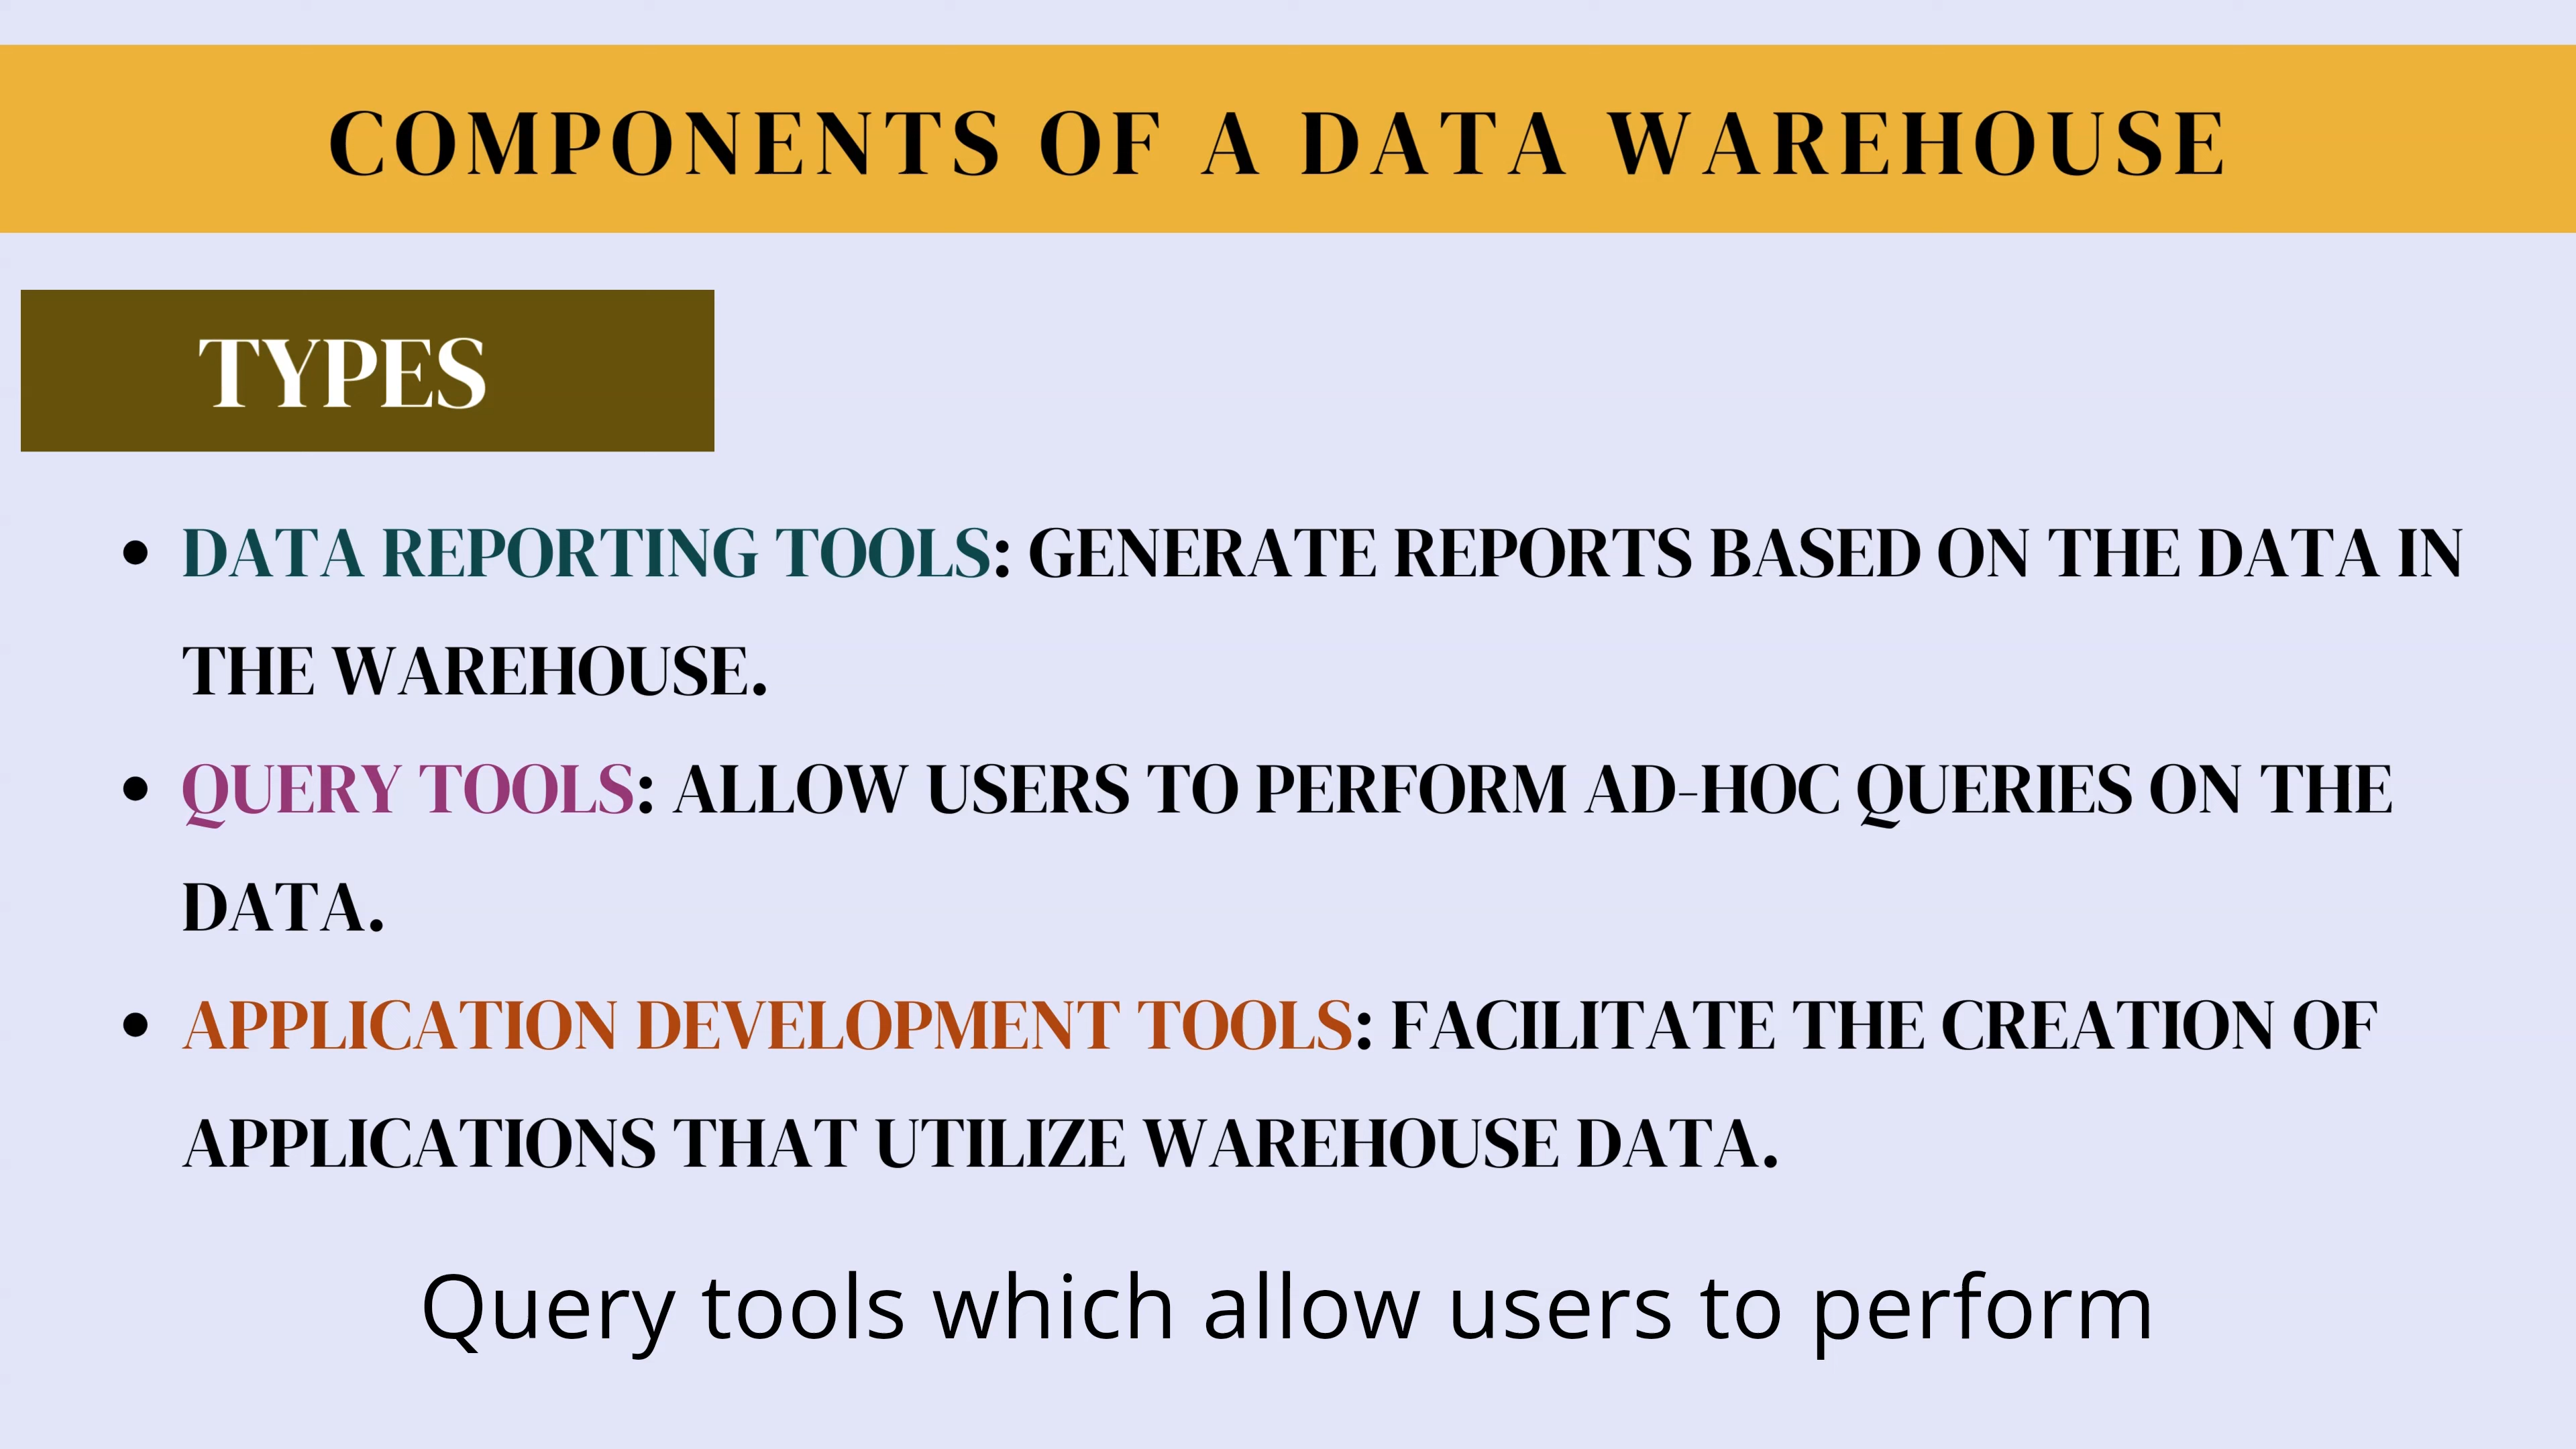 COMPONENTS OF A DATA WAREHOUSE
TYPES
• DATA REPORTING TOOLS: GENERATE REPORTS BASED ON THE DATA IN
THE WAREHOUSE.
• QUERY TOOLS: ALLOW USERS TO PERFORM AD-HOC QUERIES ON THE
DATA.
• APPLICATION DEVELOPMENT TOOLS: FACILITATE THE CREATION OF
APPLICATIONS THAT UTILIZE WAREHOUSE DATA.
Query tools which allow users to perform